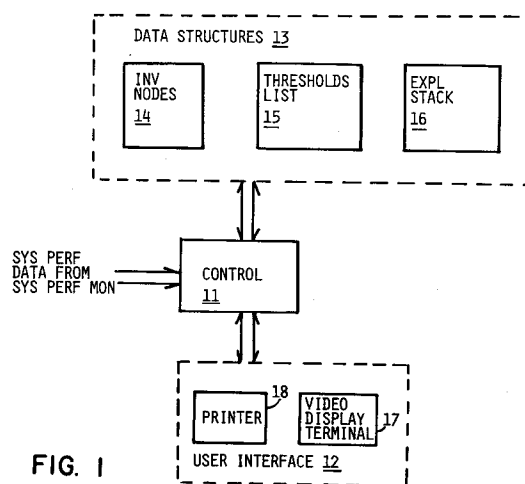 DATA STRUCTURES 13
INV
NODES
14
THRESHOLDS
LIST
15
EXPL
STACK
16
SYS PERF
DATA FROM
SYS PERF MON
CONTROL
11
PRINTER
18
VIDEO
DISPLAY
TERMINAL
17
USER INTERFACE 12
FIG. 1